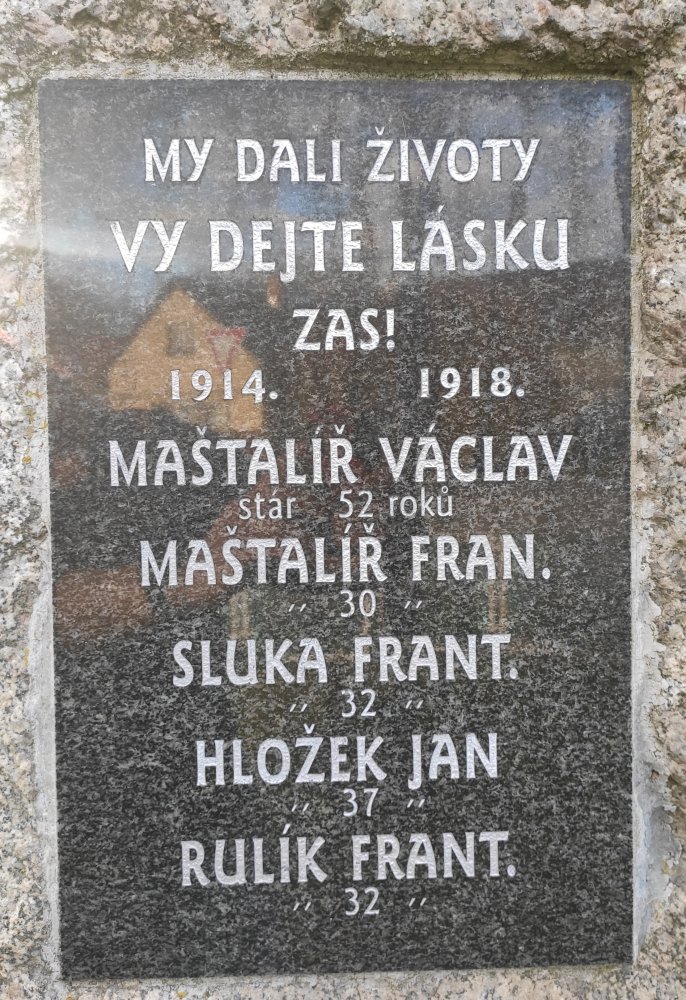 MY DALI ŽIVOTY
VY DEJTE LÁSKU
ZAS!
1914. 1918.
MAŠTALÍŘ VÁCLAV
stár 52 roků
MAŠTALÍŘ FRAN.
〃 30 〃
SLUKA FRANT.
〃 32 〃
HLOŽEK JAN
〃 37 〃
RULÍK FRANT.
〃 32 〃